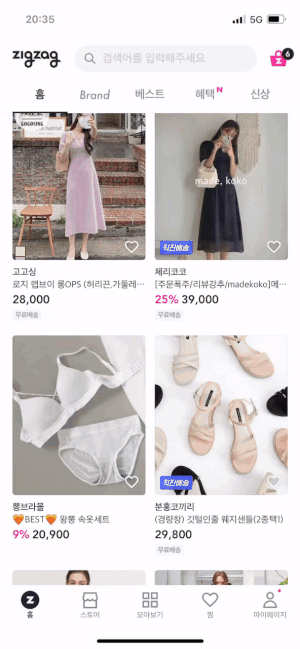 20:35
5G
zigzag
검색어를 입력해주세요
6
홈
Brand
베스트
혜택 N
신상
GOGOSING
made, koko
직진배송
고고싱
로지 랩브이 롱OPS (허리끈,가둘레…
28,000
무료배송
체리코코
[주문폭주/리뷰강추/madekoko]메…
25% 39,000
무료배송
직진배송
뽕브라몰
🧡BEST🧡 왕뽕 속옷세트
9% 20,900
분홍코끼리
(경량창) 깃털인줄 웨지샌들(2종택1)
29,800
무료배송
홈
스토어
모아보기
찜
마이페이지